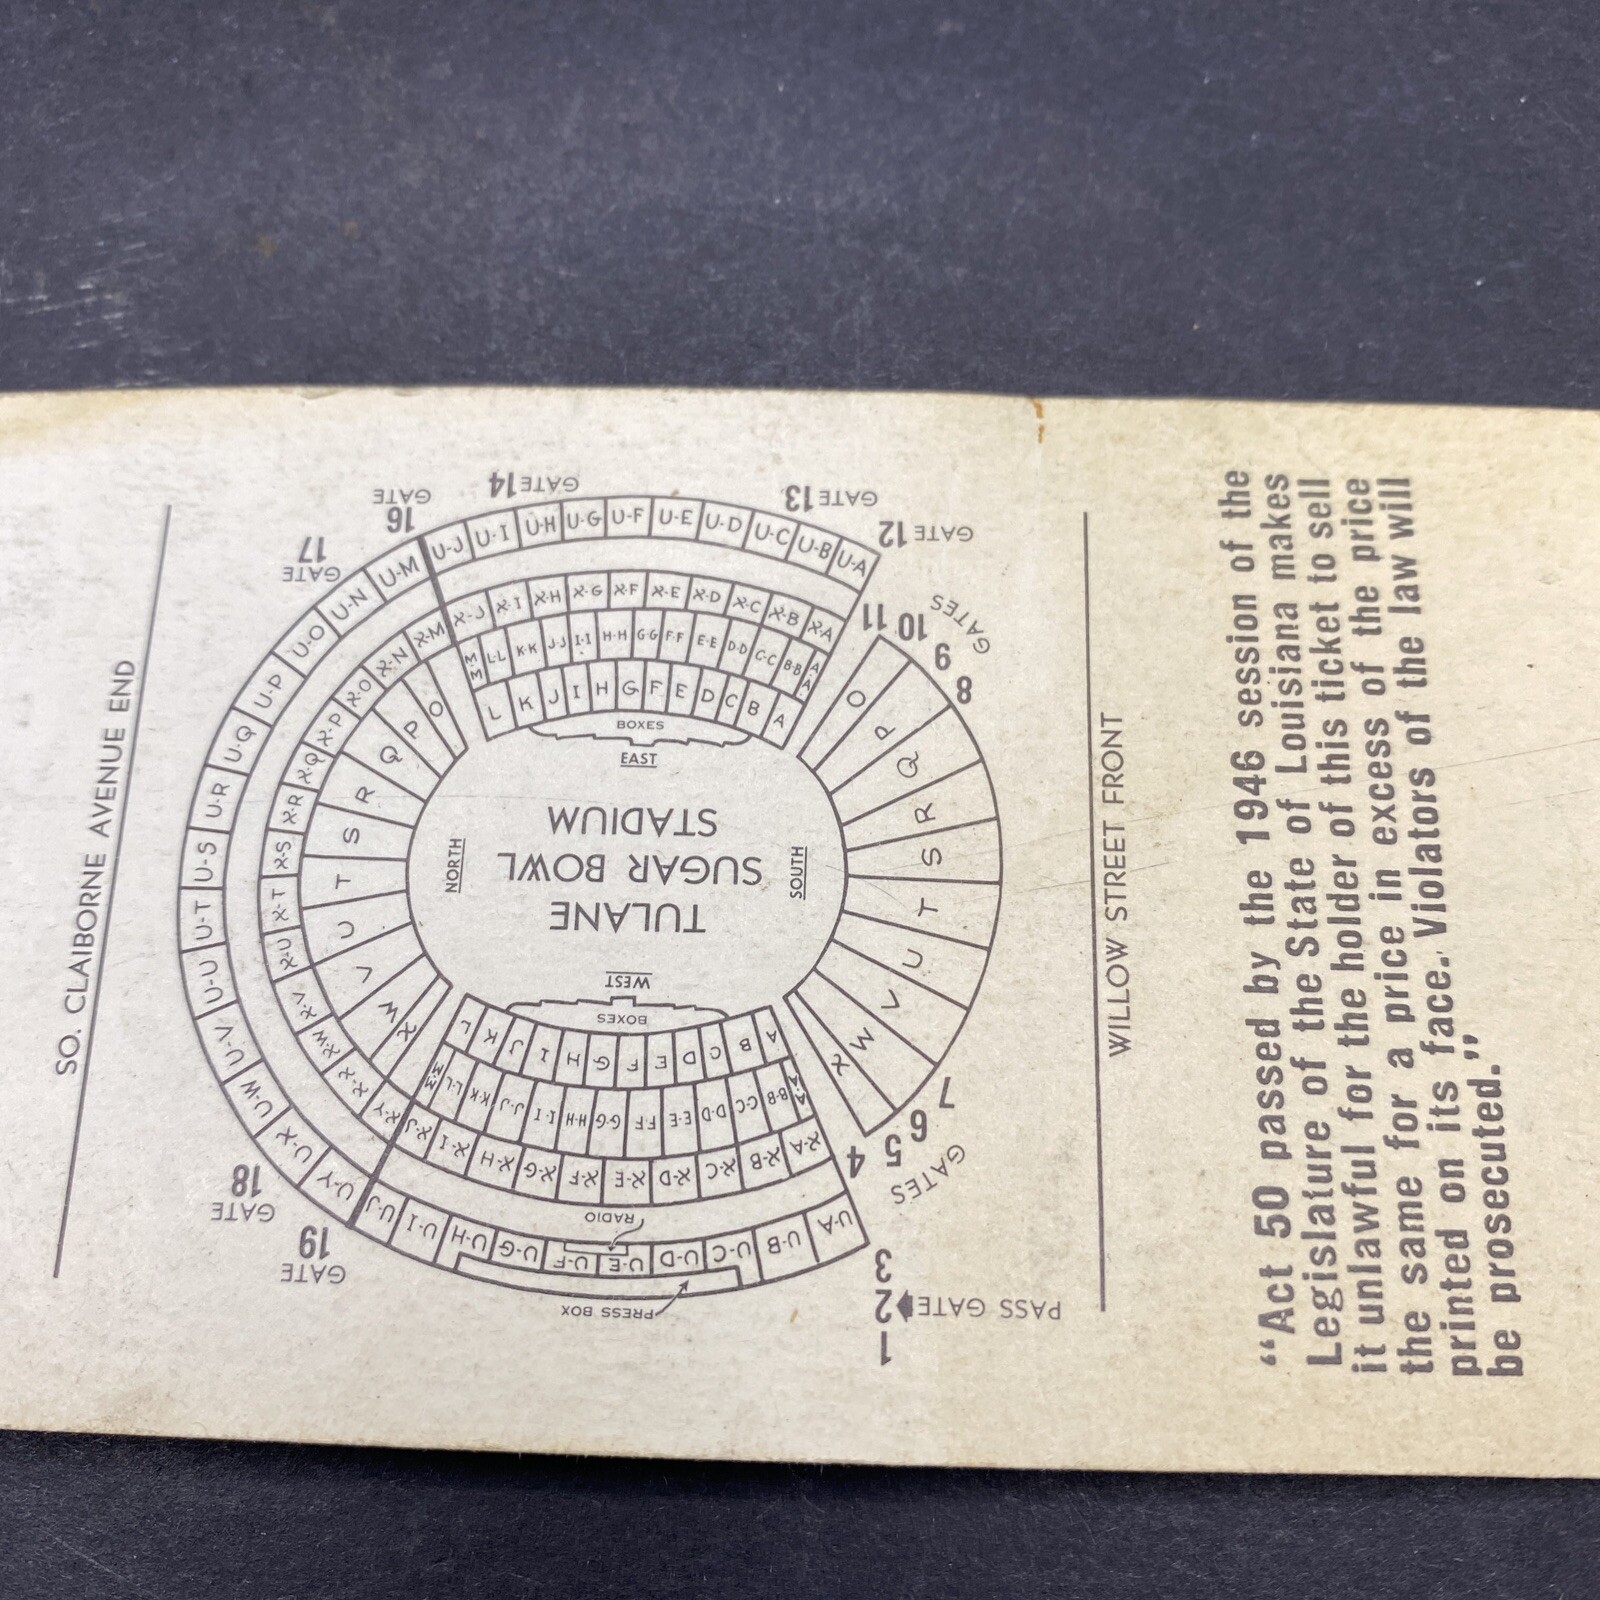 SO. CLAIBORNE AVENUE END
GATE 19
GATE 18
GATE 17
GATE 16
GATE 14
GATE 13
GATE 12
U-Y U-X U-W U-V U-U U-T U-S U-R U-Q U-P U-O U-N U-M
X-Y X-X X-W X-V X-U X-T X-S X-R X-Q X-P X-O X-N X-M
X W V U T S R Q P O
NORTH
PRESS BOX
RADIO
U-J U-I U-H U-G U-F U-E U-D U-C U-B U-A
X-J X-I X-H X-G X-F X-E X-D X-C X-B X-A
M-M L-L K-K J-J I-I H-H G-G F-F E-E D-D C-C B-B A-A
L K J I H G F E D C B A
BOXES
WEST
TULANE
SUGAR BOWL
STADIUM
EAST
BOXES
L K J I H G F E D C B A
M-M L-L K-K J-J I-I H-H G-G F-F E-E D-D C-C B-B A-A
X-J X-I X-H X-G X-F X-E X-D X-C X-B X-A
U-J U-I U-H U-G U-F U-E U-D U-C U-B U-A
SOUTH
X W V U T S R Q P O
1 2 3
PASS GATE
4 5 6 7
GATES
8 9 10 11
GATES
WILLOW STREET FRONT
"Act 50 passed by the 1946 session of the
Legislature of the State of Louisiana makes
it unlawful for the holder of this ticket to sell
the same for a price in excess of the price
printed on its face. Violators of the law will
be prosecuted."